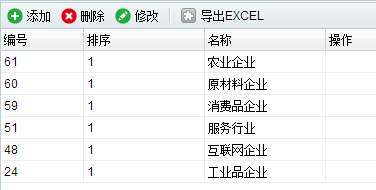 添加 删除 修改 导出EXCEL
编号 排序 名称 操作
61 1 农业企业
60 1 原材料企业
59 1 消费品企业
51 1 服务行业
48 1 互联网企业
24 1 工业品企业